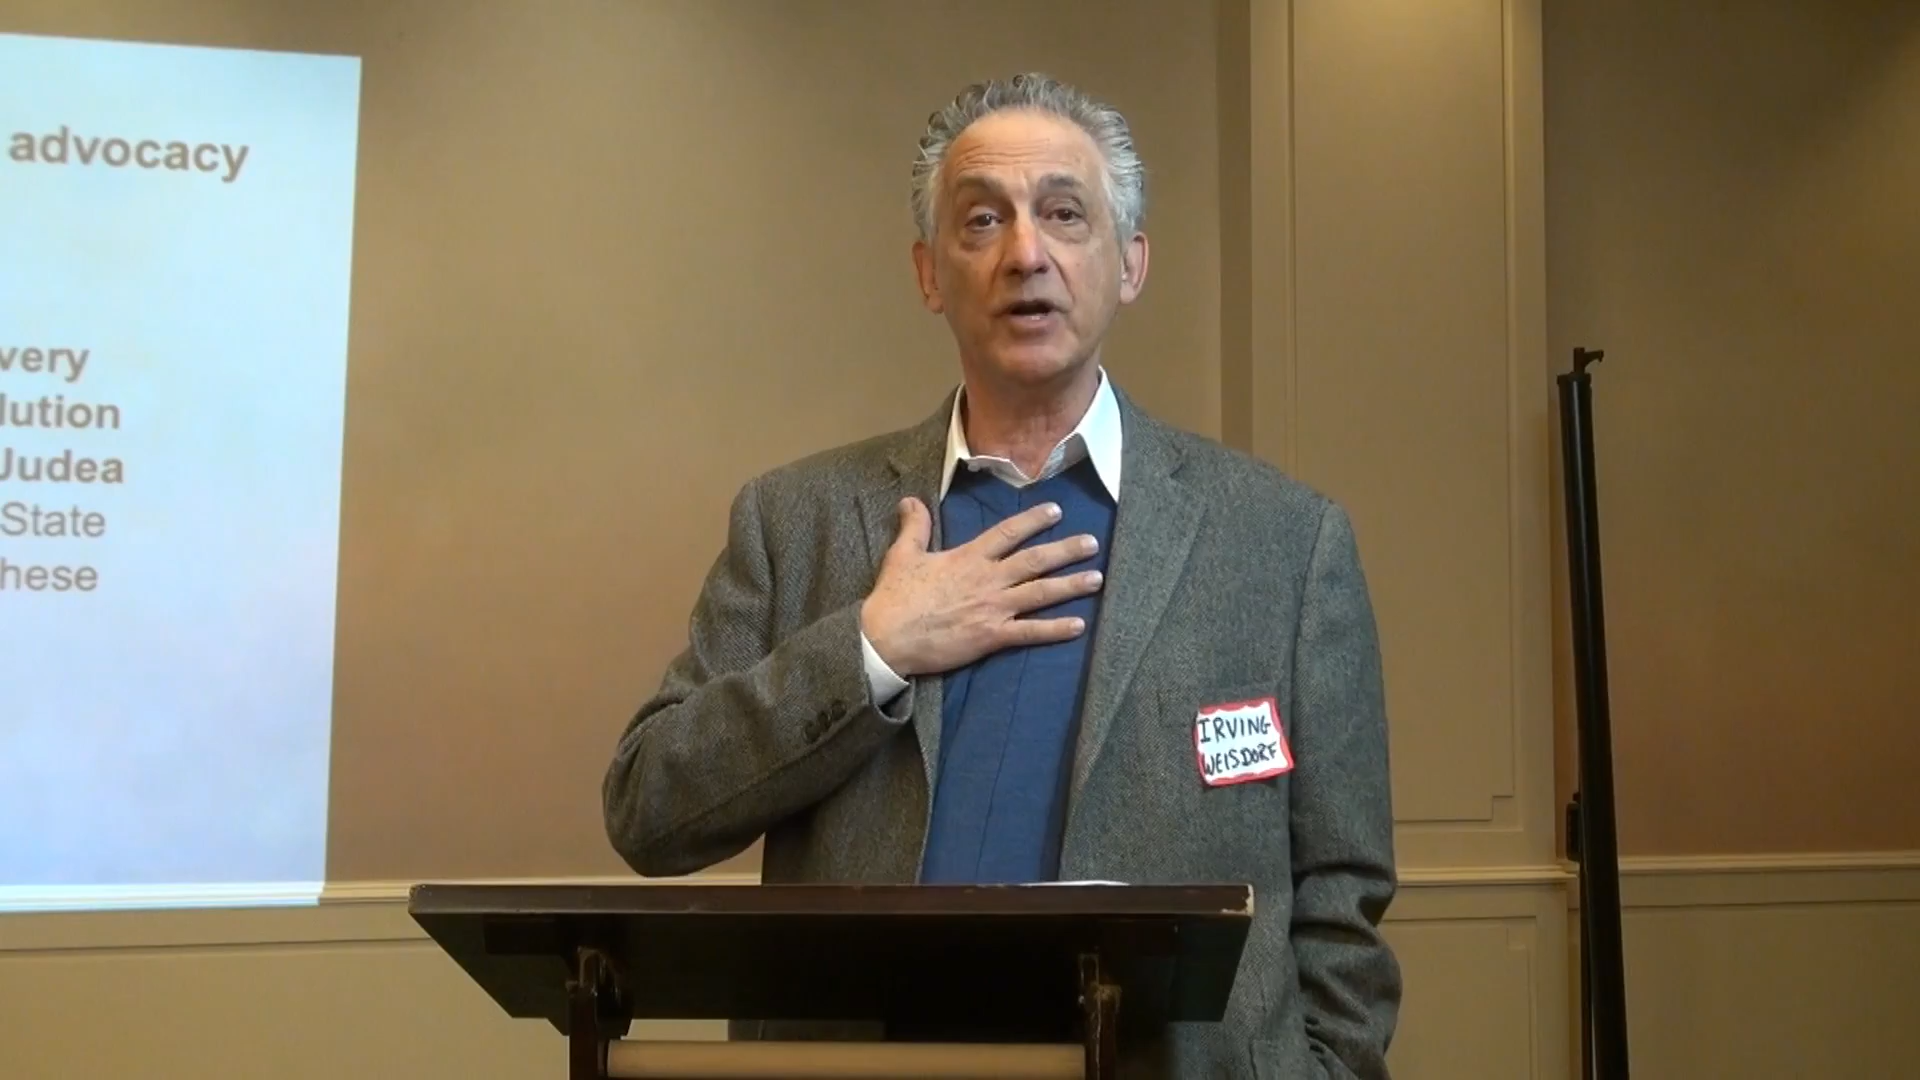 advocacy
very
lution
Judea
State
hese
IRVING
WEISDORF